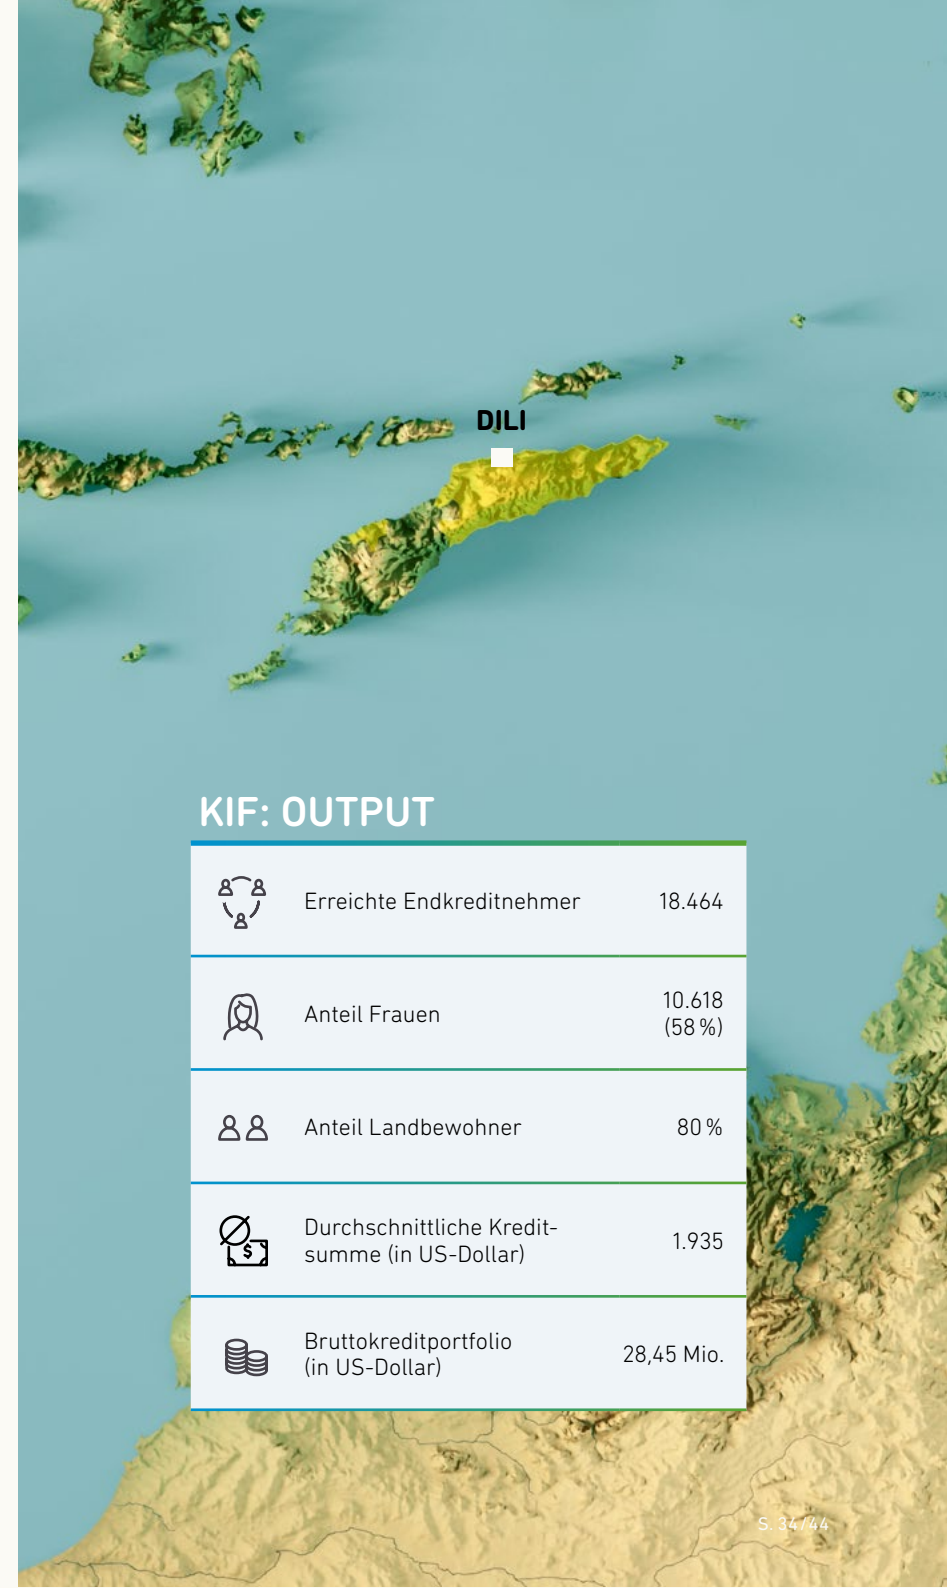 DILI
KIF: OUTPUT
Erreichte Endkreditnehmer 18.464
Anteil Frauen 10.618
(58 %)
Anteil Landbewohner 80 %
Durchschnittliche Kredit-
summe (in US-Dollar) 1.935
Bruttokreditportfolio
(in US-Dollar) 28,45 Mio.
S. 34/44